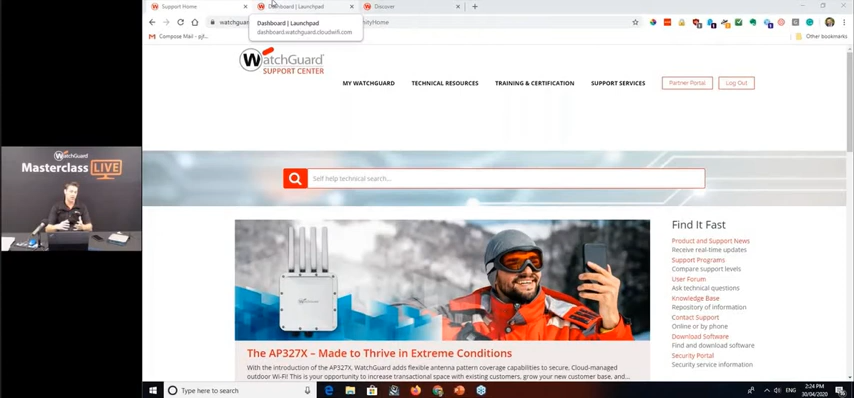 Support Home
Dashboard | Launchpad
Discover
Dashboard | Launchpad
dashboard.watchguard.cloudwifi.com
Compose Mail -
Other bookmarks
WatchGuard
SUPPORT CENTER
MY WATCHGUARD
TECHNICAL RESOURCES
TRAINING & CERTIFICATION
SUPPORT SERVICES
Partner Portal
Log Out
WatchGuard
Masterclass LIVE
Self help technical search...
Find It Fast
Product and Support News
Receive real-time updates
Support Programs
Compare support levels
User Forum
Ask technical questions
Knowledge Base
Repository of information
Contact Support
Online or by phone
Download Software
Find and download software
Security Portal
Security service information
The AP327X – Made to Thrive in Extreme Conditions
With the introduction of the AP327X, WatchGuard adds flexible antenna pattern coverage capabilities to secure, Cloud-managed
outdoor Wi-Fi! This is your opportunity to increase transactional space with existing customers, grow your new customer base, and
Type here to search
ENG
2:24 PM
30/04/2020